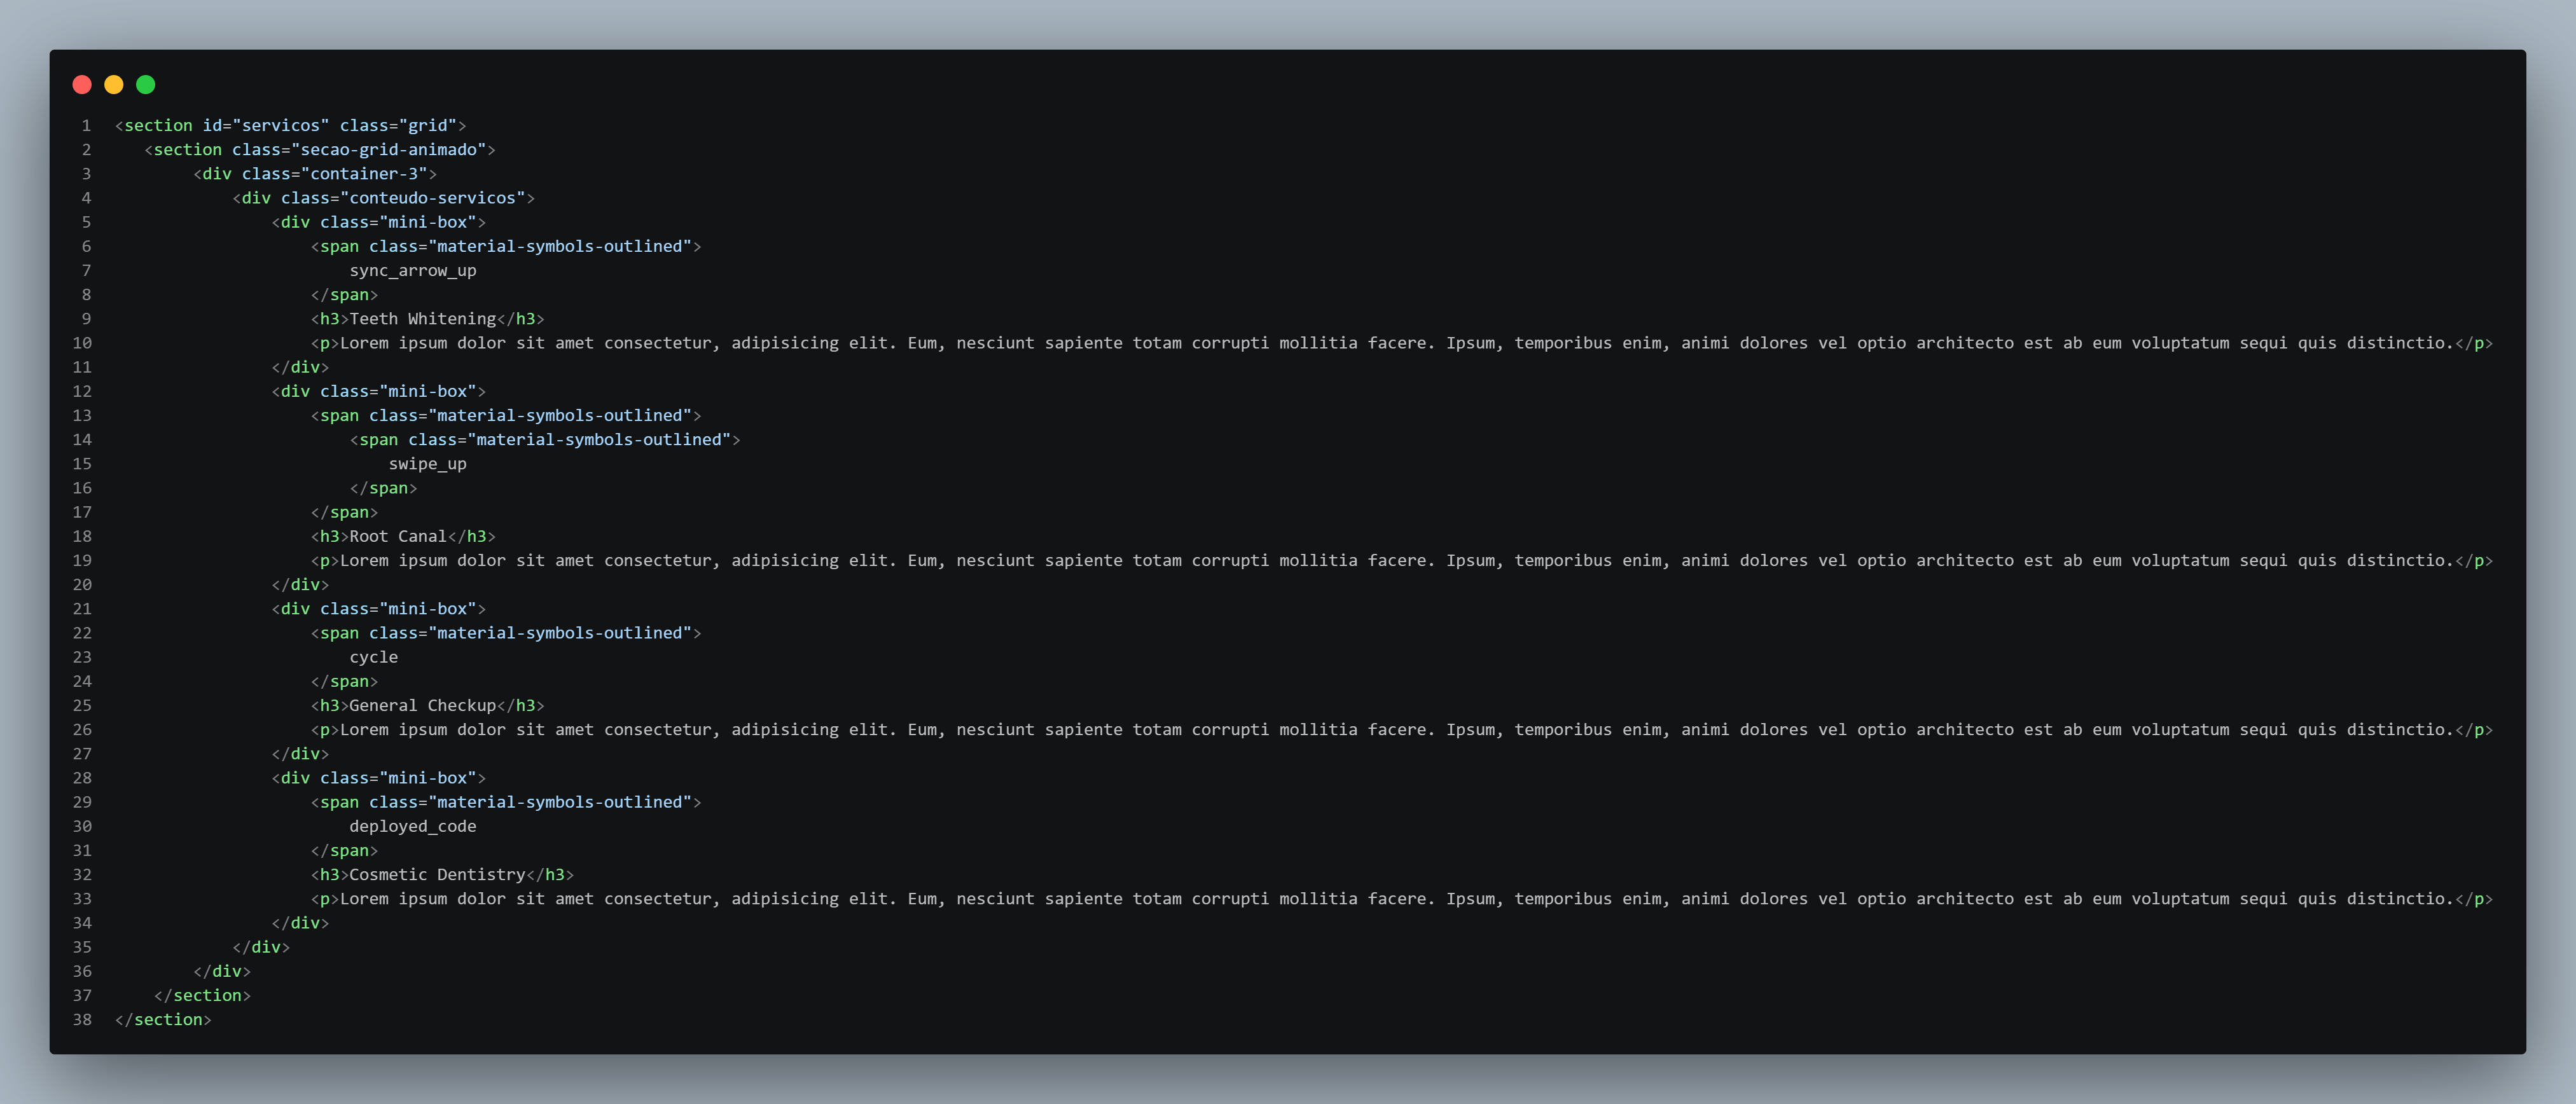 1 <section id="servicos" class="grid">
2    <section class="secao-grid-animado">
3         <div class="container-3">
4             <div class="conteudo-servicos">
5                 <div class="mini-box">
6                     <span class="material-symbols-outlined">
7                         sync_arrow_up
8                     </span>
9                     <h3>Teeth Whitening</h3>
10                     <p>Lorem ipsum dolor sit amet consectetur, adipisicing elit. Eum, nesciunt sapiente totam corrupti mollitia facere. Ipsum, temporibus enim, animi dolores vel optio architecto est ab eum voluptatum sequi quis distinctio.</p>
11                 </div>
12                 <div class="mini-box">
13                     <span class="material-symbols-outlined">
14                         <span class="material-symbols-outlined">
15                             swipe_up
16                         </span>
17                     </span>
18                     <h3>Root Canal</h3>
19                     <p>Lorem ipsum dolor sit amet consectetur, adipisicing elit. Eum, nesciunt sapiente totam corrupti mollitia facere. Ipsum, temporibus enim, animi dolores vel optio architecto est ab eum voluptatum sequi quis distinctio.</p>
20                 </div>
21                 <div class="mini-box">
22                     <span class="material-symbols-outlined">
23                         cycle
24                     </span>
25                     <h3>General Checkup</h3>
26                     <p>Lorem ipsum dolor sit amet consectetur, adipisicing elit. Eum, nesciunt sapiente totam corrupti mollitia facere. Ipsum, temporibus enim, animi dolores vel optio architecto est ab eum voluptatum sequi quis distinctio.</p>
27                 </div>
28                 <div class="mini-box">
29                     <span class="material-symbols-outlined">
30                         deployed_code
31                     </span>
32                     <h3>Cosmetic Dentistry</h3>
33                     <p>Lorem ipsum dolor sit amet consectetur, adipisicing elit. Eum, nesciunt sapiente totam corrupti mollitia facere. Ipsum, temporibus enim, animi dolores vel optio architecto est ab eum voluptatum sequi quis distinctio.</p>
34                 </div>
35             </div>
36         </div>
37     </section>
38 </section>